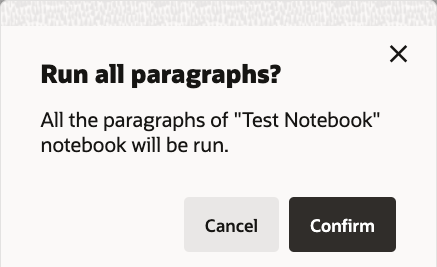 Run all paragraphs?
All the paragraphs of "Test Notebook"
notebook will be run.
Cancel
Confirm